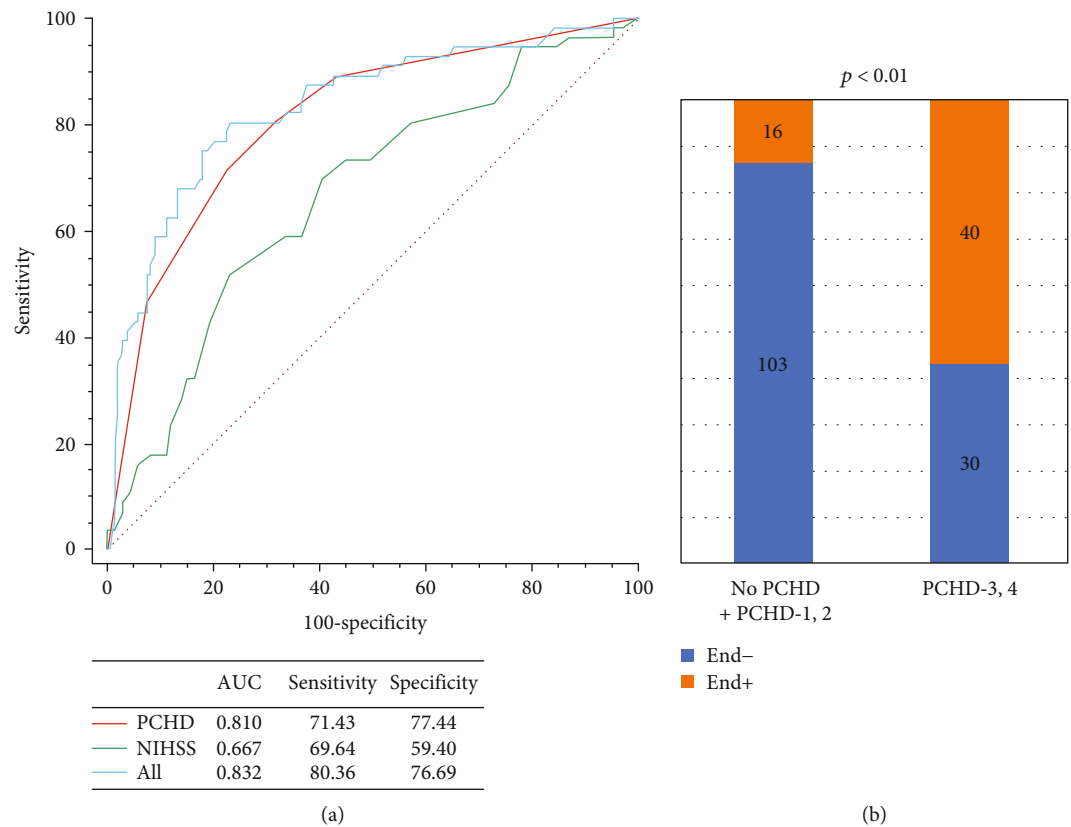 100
80
60
40
20
0
Sensitivity
0 20 40 60 80 100
100-specificity
AUC Sensitivity Specificity
PCHD 0.810 71.43 77.44
NIHSS 0.667 69.64 59.40
All 0.832 80.36 76.69
(a)
p < 0.01
16
103
40
30
No PCHD
+ PCHD-1, 2
PCHD-3, 4
End−
End+
(b)